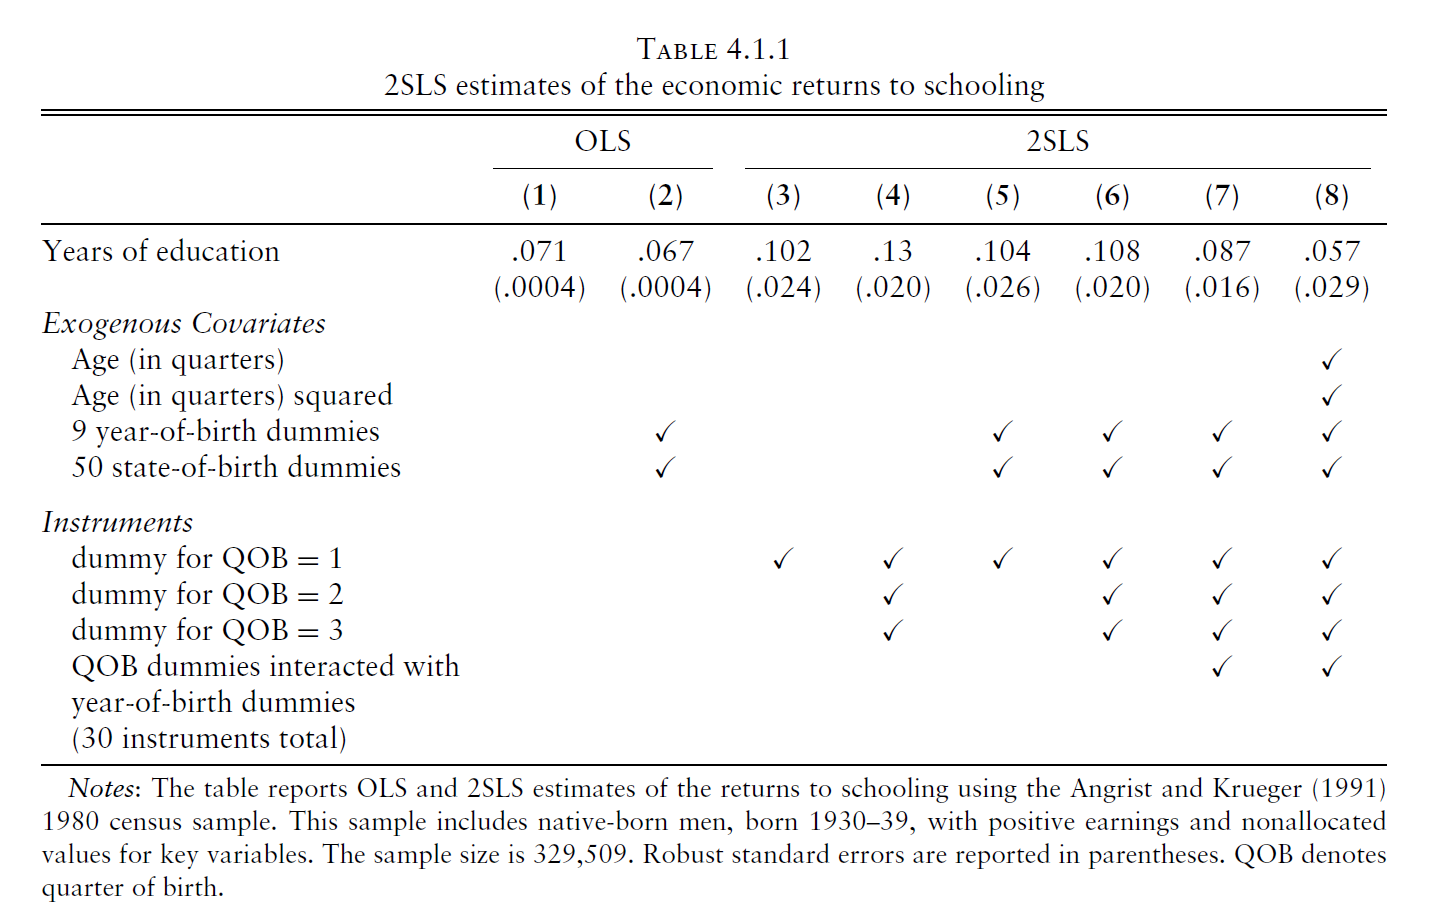 TABLE 4.1.1
2SLS estimates of the economic returns to schooling
OLS 2SLS
(1) (2) (3) (4) (5) (6) (7) (8)
Years of education .071 .067 .102 .13 .104 .108 .087 .057
(.0004) (.0004) (.024) (.020) (.026) (.020) (.016) (.029)
Exogenous Covariates
Age (in quarters) ✓
Age (in quarters) squared ✓
9 year-of-birth dummies ✓ ✓ ✓ ✓ ✓
50 state-of-birth dummies ✓ ✓ ✓ ✓ ✓
Instruments
dummy for QOB = 1 ✓ ✓ ✓ ✓ ✓ ✓
dummy for QOB = 2 ✓ ✓ ✓ ✓
dummy for QOB = 3 ✓ ✓ ✓ ✓
QOB dummies interacted with ✓ ✓
year-of-birth dummies
(30 instruments total)
Notes: The table reports OLS and 2SLS estimates of the returns to schooling using the Angrist and Krueger (1991)
1980 census sample. This sample includes native-born men, born 1930–39, with positive earnings and nonallocated
values for key variables. The sample size is 329,509. Robust standard errors are reported in parentheses. QOB denotes
quarter of birth.